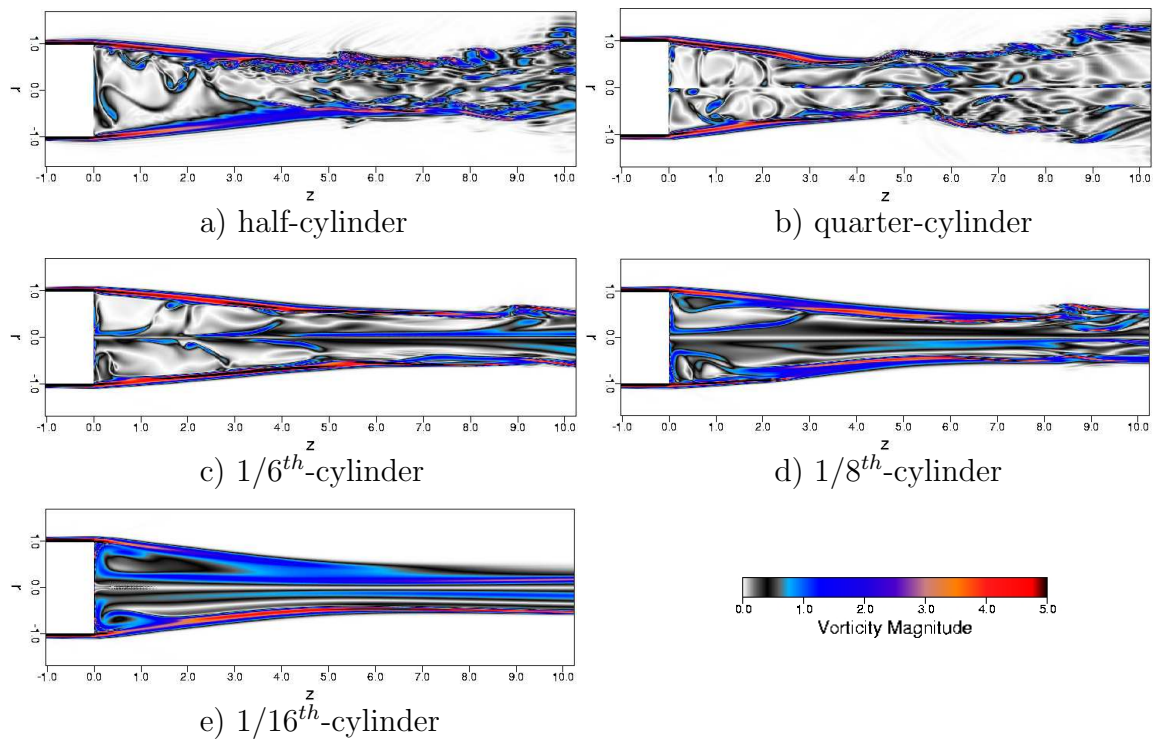 1.0
0.0
-1.0
r
-1.0 0.0 1.0 2.0 3.0 4.0 5.0 6.0 7.0 8.0 9.0 10.0
z
a) half-cylinder
1.0
0.0
-1.0
r
-1.0 0.0 1.0 2.0 3.0 4.0 5.0 6.0 7.0 8.0 9.0 10.0
z
b) quarter-cylinder
1.0
0.0
-1.0
r
-1.0 0.0 1.0 2.0 3.0 4.0 5.0 6.0 7.0 8.0 9.0 10.0
z
c) 1/6th-cylinder
1.0
0.0
-1.0
r
-1.0 0.0 1.0 2.0 3.0 4.0 5.0 6.0 7.0 8.0 9.0 10.0
z
d) 1/8th-cylinder
1.0
0.0
-1.0
r
-1.0 0.0 1.0 2.0 3.0 4.0 5.0 6.0 7.0 8.0 9.0 10.0
z
e) 1/16th-cylinder
0.0 1.0 2.0 3.0 4.0 5.0
Vorticity Magnitude